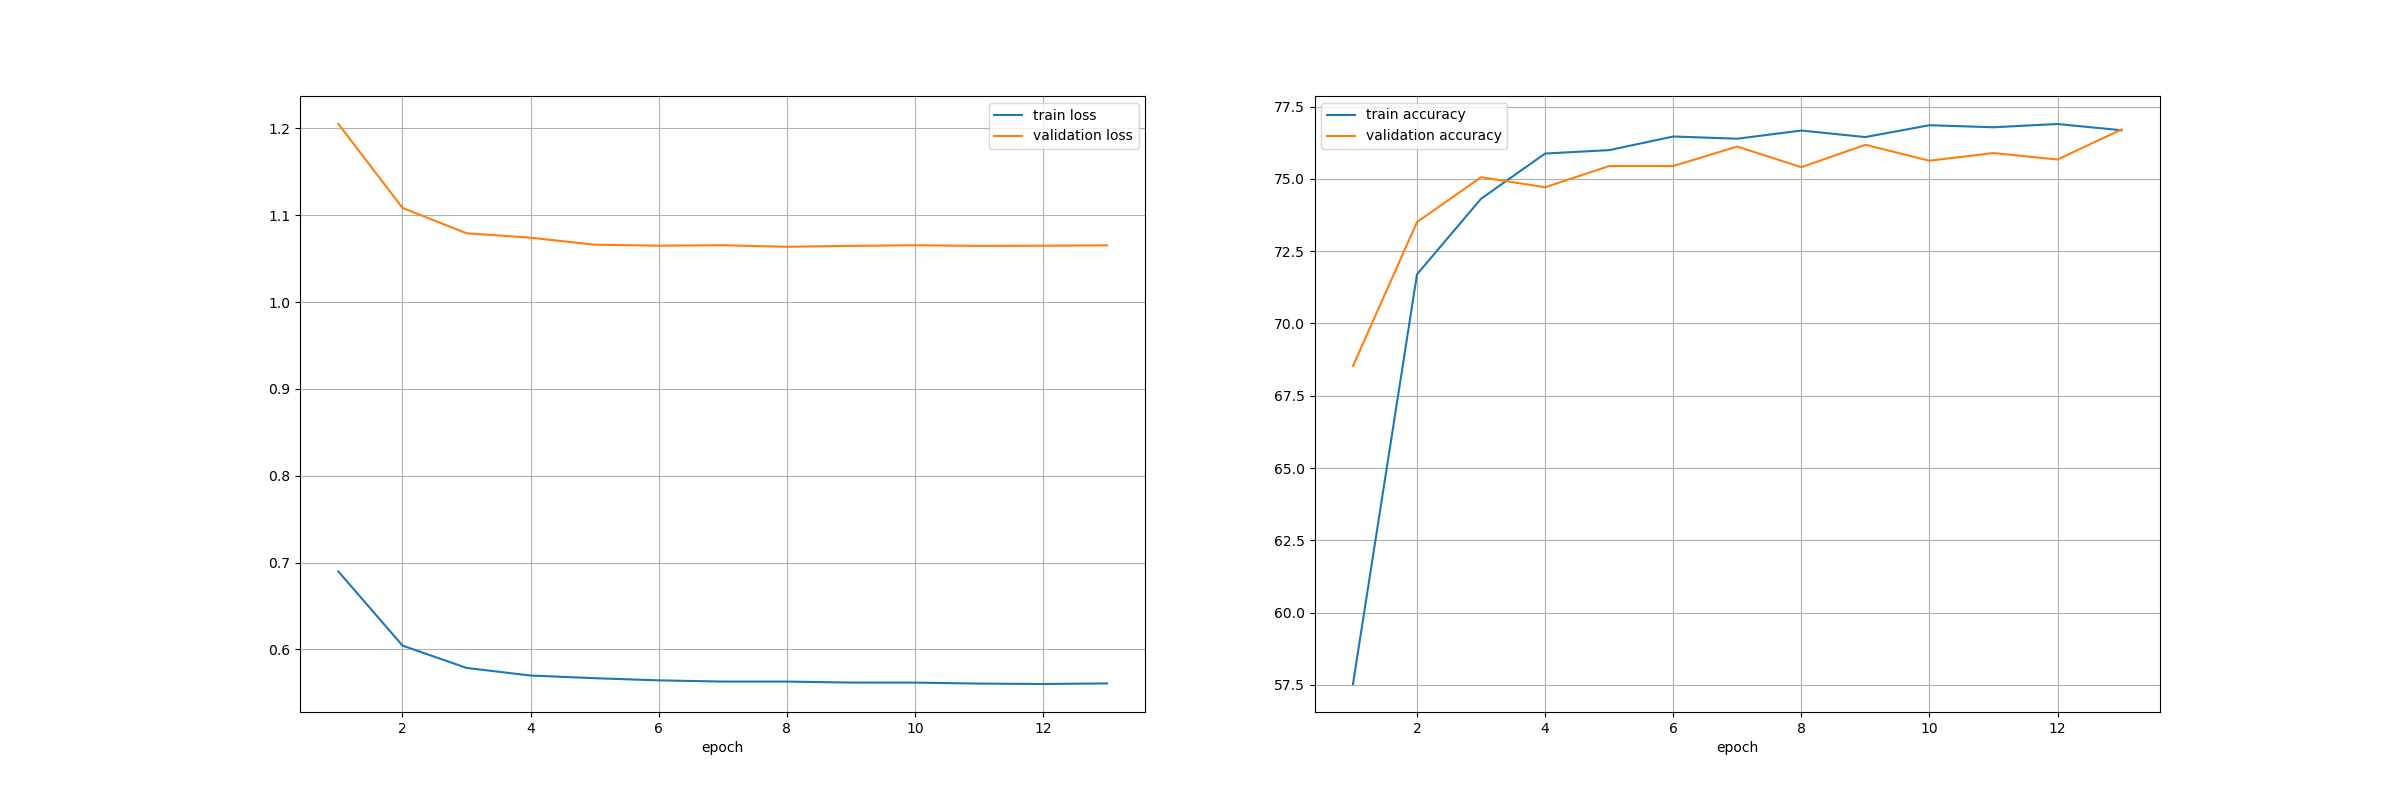 train loss
validation loss
1.2
1.1
1.0
0.9
0.8
0.7
0.6
2 4 6 8 10 12
epoch
train accuracy
validation accuracy
77.5
75.0
72.5
70.0
67.5
65.0
62.5
60.0
57.5
2 4 6 8 10 12
epoch